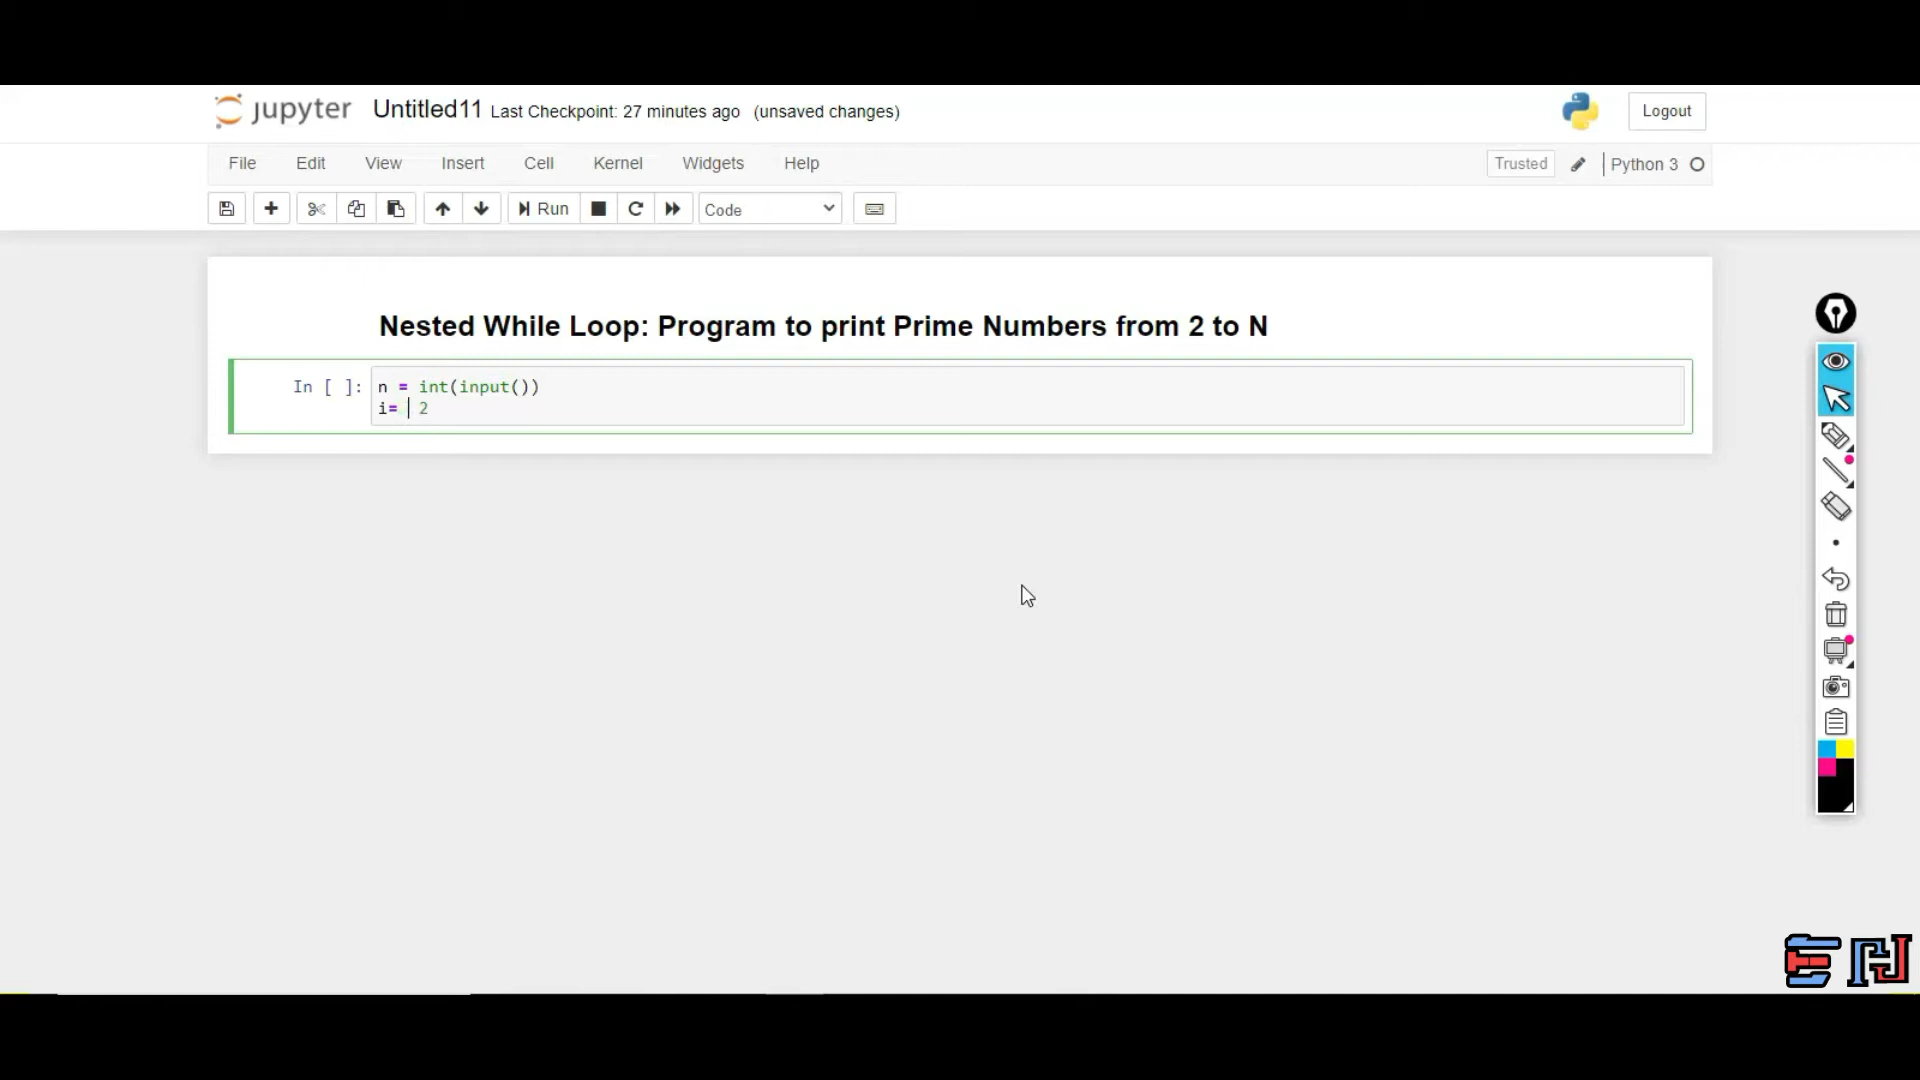 jupyter Untitled11 Last Checkpoint: 27 minutes ago (unsaved changes) Logout
File Edit View Insert Cell Kernel Widgets Help Trusted Python 3
Run Code
Nested While Loop: Program to print Prime Numbers from 2 to N
In [ ]: n = int(input())
i=  2